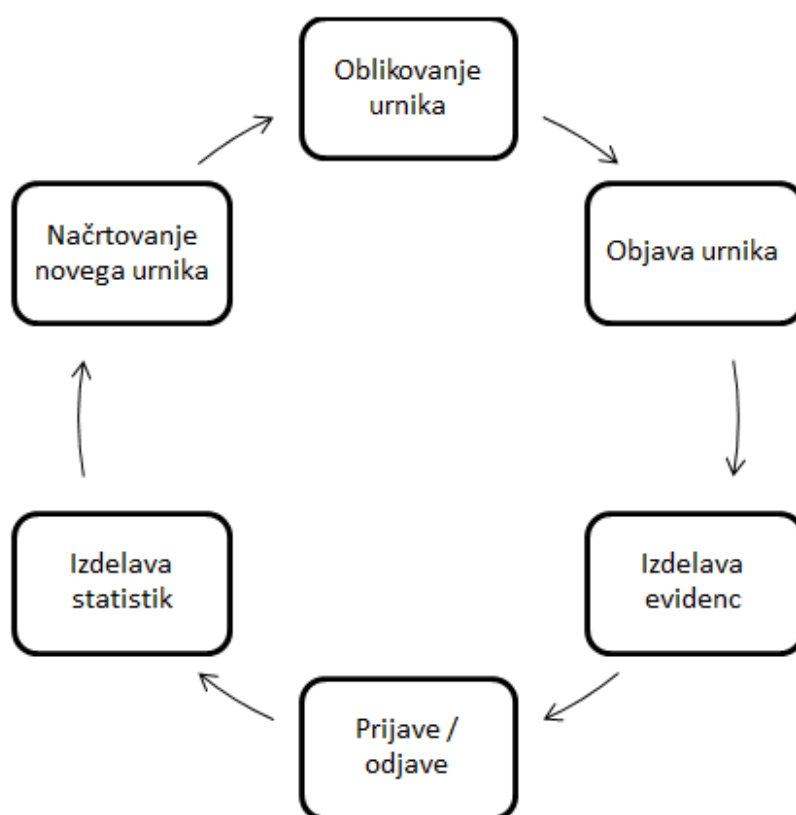 Oblikovanje
urnika
Objava urnika
Izdelava
evidenc
Prijave /
odjave
Izdelava
statistik
Načrtovanje
novega urnika